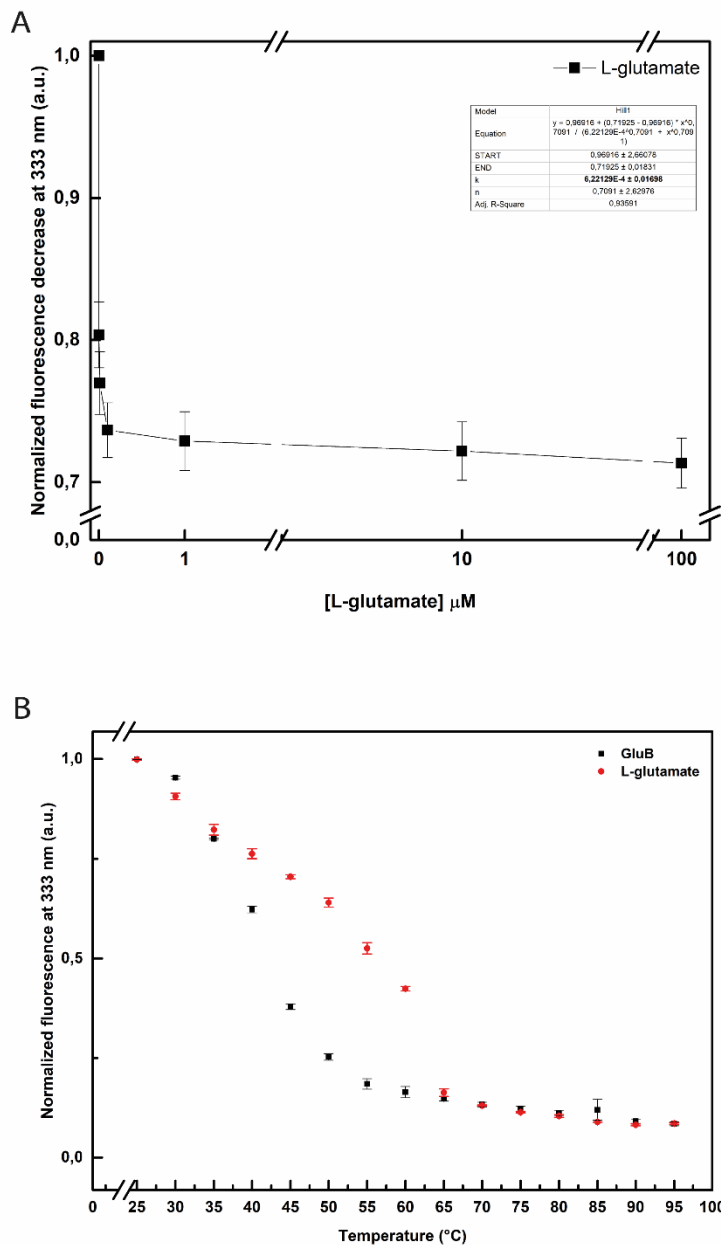 A
Normalized fluorescence decrease at 333 nm (a.u.)
1,0
0,9
0,8
0,7
0,0
L-glutamate
Model Hill1
Equation y = 0,96916 + (0,71925 - 0,96916) * x^0,
7091 / (6,22129E-4^0,7091 + x^0,709
1)
START 0,96916 ± 2,66078
END 0,71925 ± 0,01831
k 6,22129E-4 ± 0,01698
n 0,7091 ± 2,62976
Adj. R-Square 0,93591
0 1 10 100
[L-glutamate] μM
B
Normalized fluorescence at 333 nm (a.u.)
1,0
0,5
0,0
GluB
L-glutamate
0 25 30 35 40 45 50 55 60 65 70 75 80 85 90 95 100
Temperature (°C)